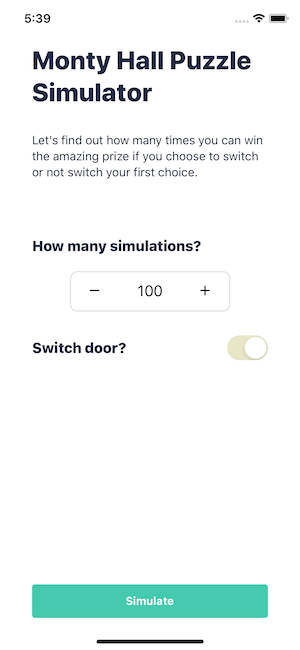 5:39
Monty Hall Puzzle
Simulator
Let's find out how many times you can win
the amazing prize if you choose to switch
or not switch your first choice.
How many simulations?
− 100 +
Switch door?
Simulate